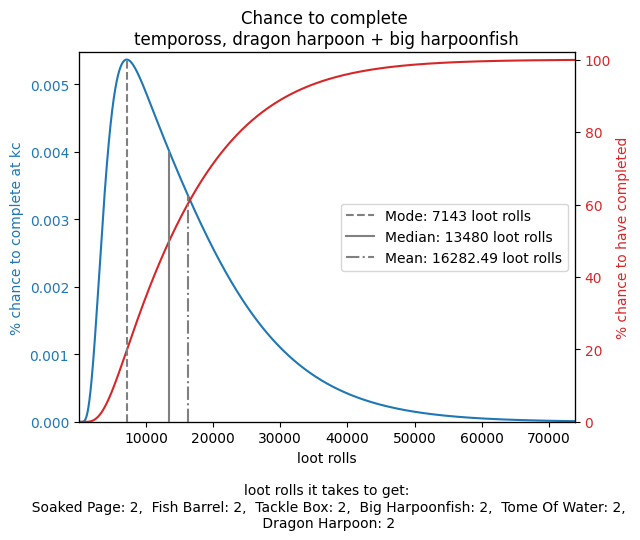 Chance to complete
tempoross, dragon harpoon + big harpoonfish
% chance to complete at kc
0.005
0.004
0.003
0.002
0.001
0.000
Mode: 7143 loot rolls
Median: 13480 loot rolls
Mean: 16282.49 loot rolls
100
80
60
40
20
0
% chance to have completed
10000 20000 30000 40000 50000 60000 70000
loot rolls
loot rolls it takes to get:
Soaked Page: 2, Fish Barrel: 2, Tackle Box: 2, Big Harpoonfish: 2, Tome Of Water: 2,
Dragon Harpoon: 2